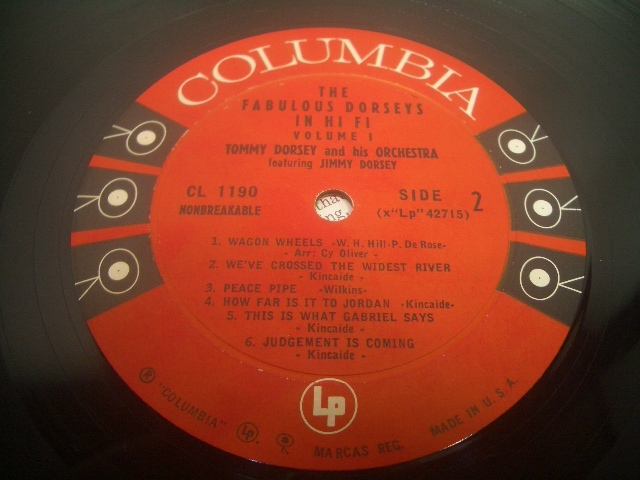 COLUMBIA
THE
FABULOUS DORSEYS
IN HI FI
VOLUME 1
TOMMY DORSEY and his ORCHESTRA
featuring JIMMY DORSEY
CL 1190
NONBREAKABLE
SIDE 2
(x"Lp" 42715)
1. WAGON WHEELS -W. H. Hill-P. De Rose-
- Arr: Cy Oliver -
2. WE'VE CROSSED THE WIDEST RIVER
- Kincaide -
3. PEACE PIPE -Wilkins-
4. HOW FAR IS IT TO JORDAN -Kincaide-
5. THIS IS WHAT GABRIEL SAYS
- Kincaide -
6. JUDGEMENT IS COMING
- Kincaide -
Lp
® "COLUMBIA" Lp ® MARCAS REG. MADE IN U.S.A.